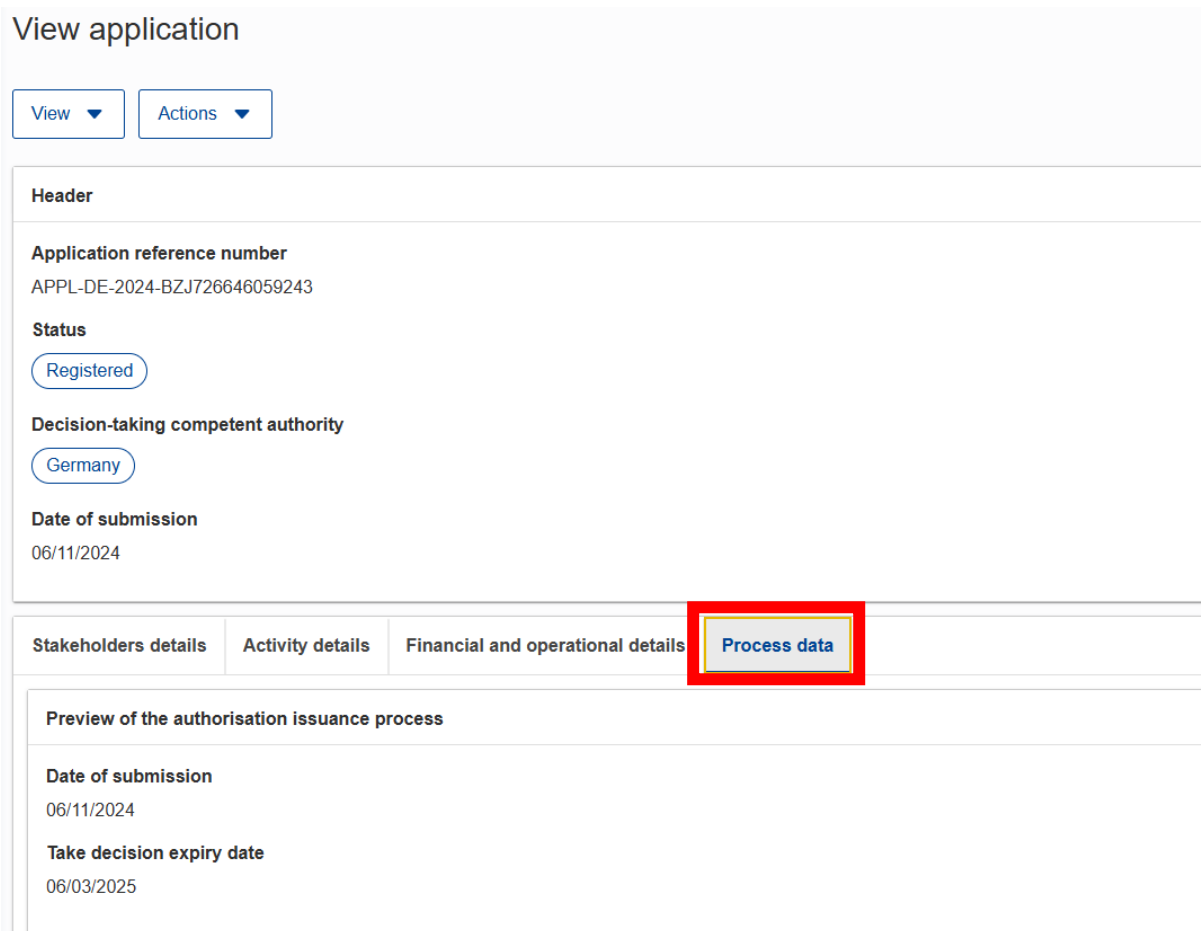 View application
View Actions
Header
Application reference number
APPL-DE-2024-BZJ726646059243
Status
Registered
Decision-taking competent authority
Germany
Date of submission
06/11/2024
Stakeholders details Activity details Financial and operational details Process data
Preview of the authorisation issuance process
Date of submission
06/11/2024
Take decision expiry date
06/03/2025